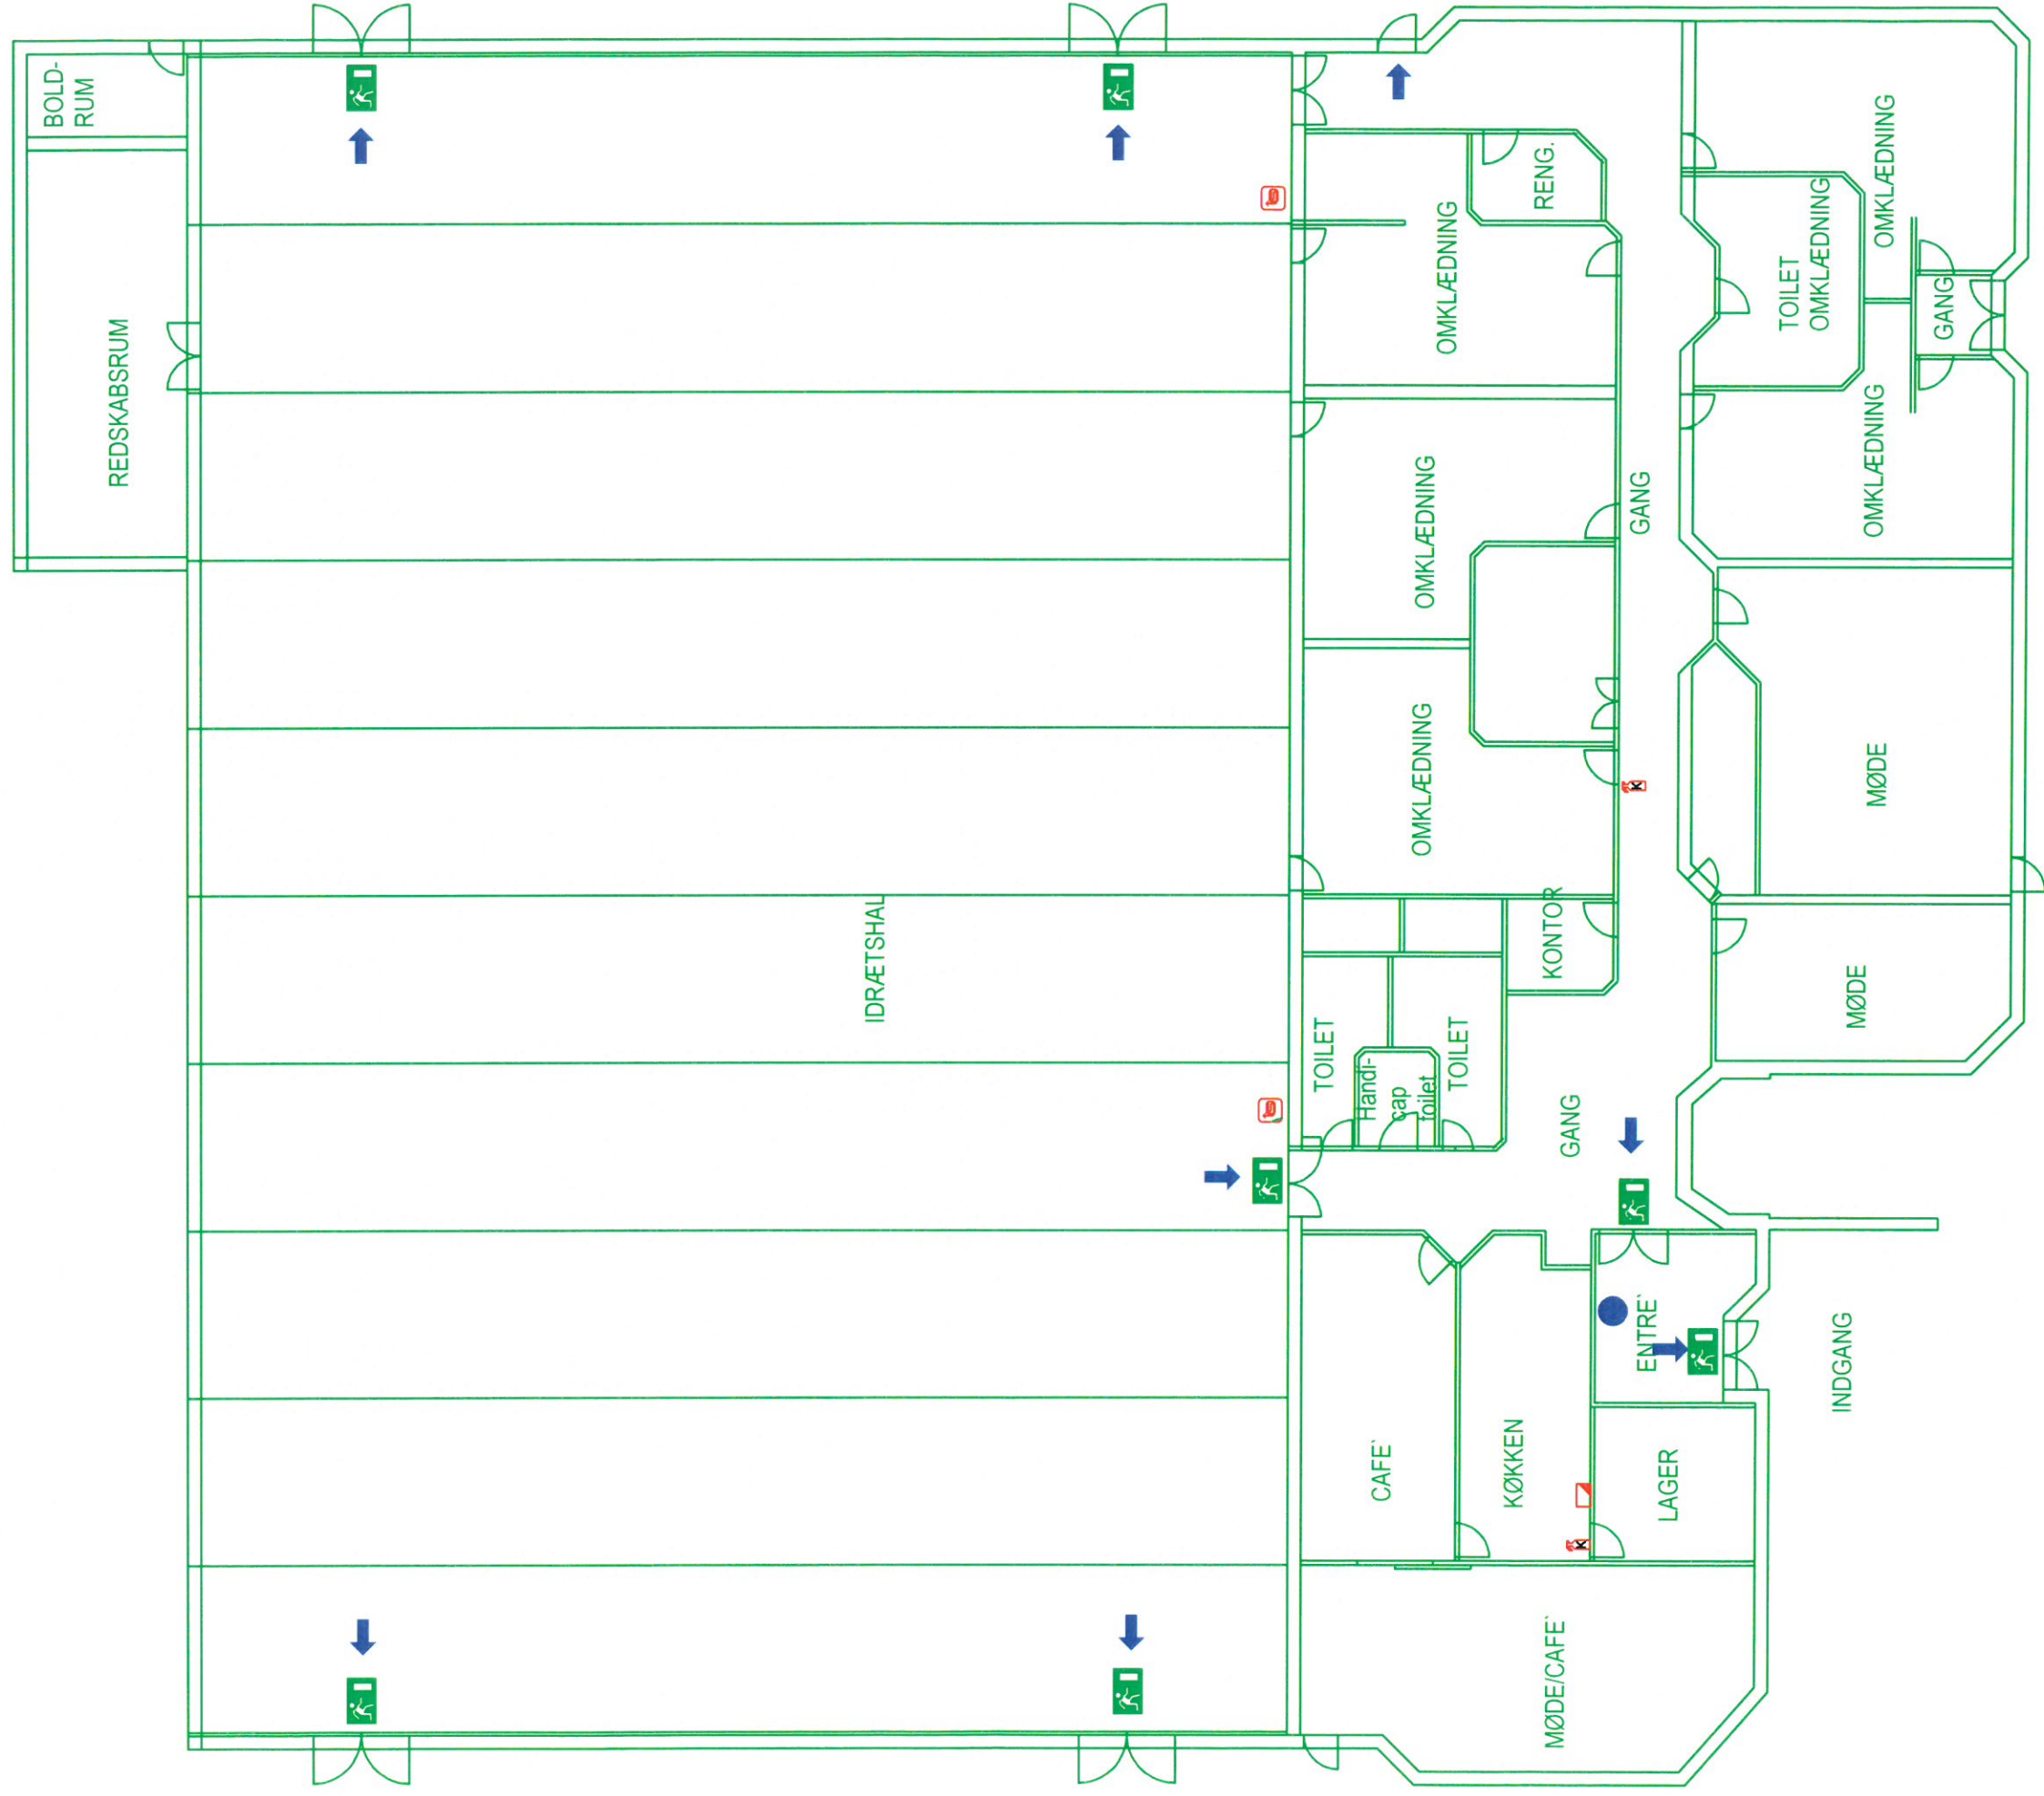 BOLD-
RUM
REDSKABSRUM
IDRÆTSHAL
OMKLÆDNING
RENG.
OMKLÆDNING
TOILET
OMKLÆDNING
GANG
OMKLÆDNING
OMKLÆDNING
GANG
OMKLÆDNING
MØDE
KONTOR
MØDE
TOILET
Handi-
cap
toilet
TOILET
GANG
CAFE`
KØKKEN
ENTRE`
LAGER
INDGANG
MØDE/CAFE`
K
K